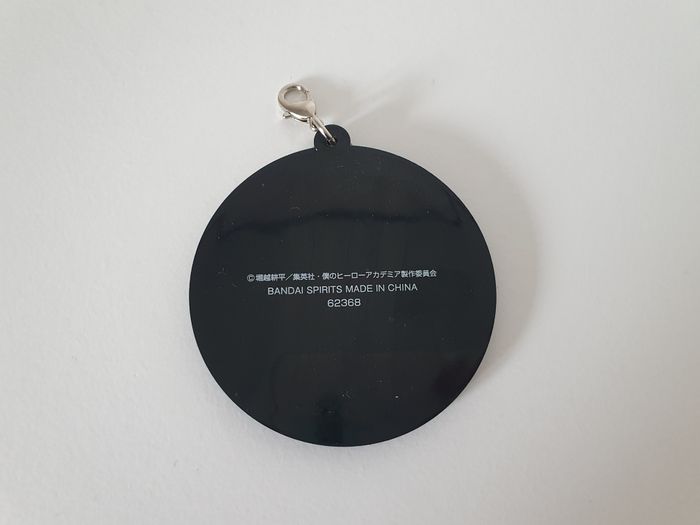 ©堀越耕平／集英社・僕のヒーローアカデミア製作委員会
BANDAI SPIRITS MADE IN CHINA
62368